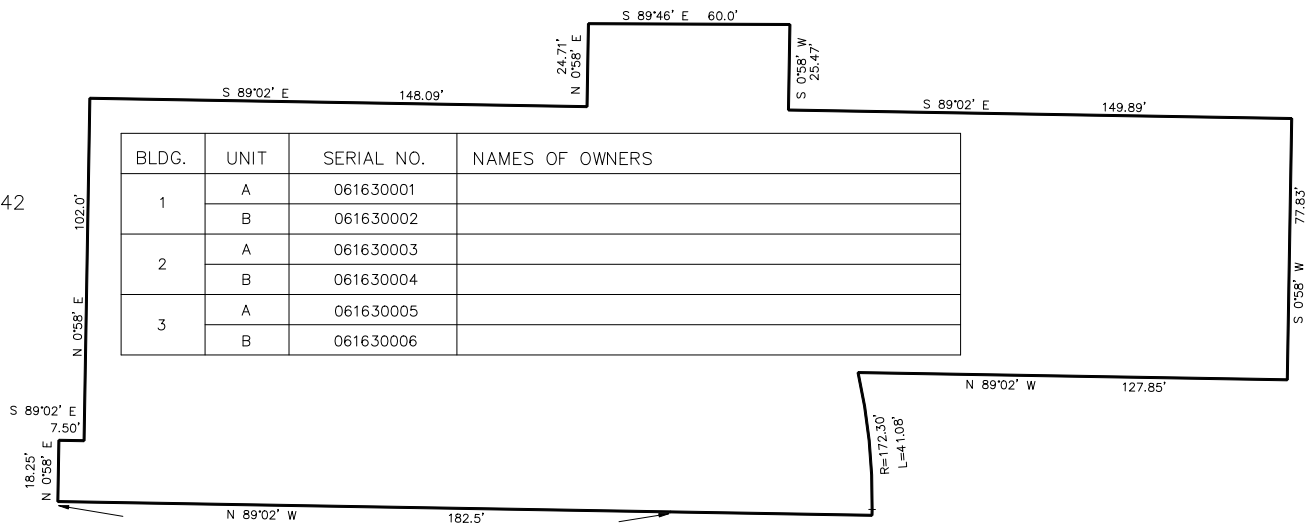 S 89°46' E 60.0'
24.71'
N 0°58' E
S 0°58' W
25.47'
S 89°02' E 148.09'
S 89°02' E 149.89'
BLDG. UNIT SERIAL NO. NAMES OF OWNERS
1 A 061630001
B 061630002
2 A 061630003
B 061630004
3 A 061630005
B 061630006
42
102.0'
N 0°58' E
77.83'
S 0°58' W
N 89°02' W 127.85'
S 89°02' E
7.50'
18.25'
N 0°58' E
R=172.30'
L=41.08'
N 89°02' W 182.5'